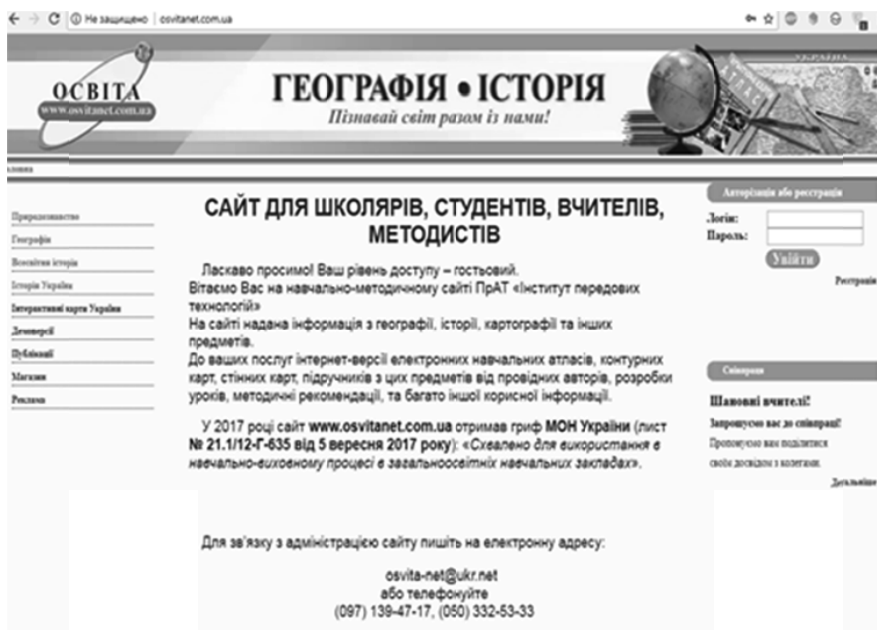 Не защищено | osvitanet.com.ua
ОСВІТА
www.osvitanet.com.ua
ГЕОГРАФІЯ • ІСТОРІЯ
Пізнавай світ разом із нами!
УКРАЇНА
АТЛАС
Природознавство
Географія
Всесвітня історія
Історія України
Інтерактивні карти України
Демоверсії
Публікації
Магазин
Реклама
САЙТ ДЛЯ ШКОЛЯРІВ, СТУДЕНТІВ, ВЧИТЕЛІВ,
МЕТОДИСТІВ
Ласкаво просимо! Ваш рівень доступу – гостьовий.
Вітаємо Вас на навчально-методичному сайті ПрАТ «Інститут передових
технологій»
На сайті надана інформація з географії, історії, картографії та інших
предметів.
До ваших послуг інтернет-версії електронних навчальних атласів, контурних
карт, стінних карт, підручників з цих предметів від провідних авторів, розробки
уроків, методичні рекомендації, та багато іншої корисної інформації.
У 2017 році сайт www.osvitanet.com.ua отримав гриф МОН України (лист
№ 21.1/12-Г-635 від 5 вересня 2017 року): «Схвалено для використання в
навчально-виховному процесі в загальноосвітніх навчальних закладах».
Для зв'язку з адміністрацією сайту пишіть на електронну адресу:
osvita-net@ukr.net
або телефонуйте
(097) 139-47-17, (050) 332-53-33
Авторізація або реєстрація
Логін:
Пароль:
Увійти
Реєстрація
Співпраця
Шановні вчителі!
Запрошуємо вас до співпраці!
Пропонуємо вам поділитися
своїм досвідом з колегами.
Детальніше